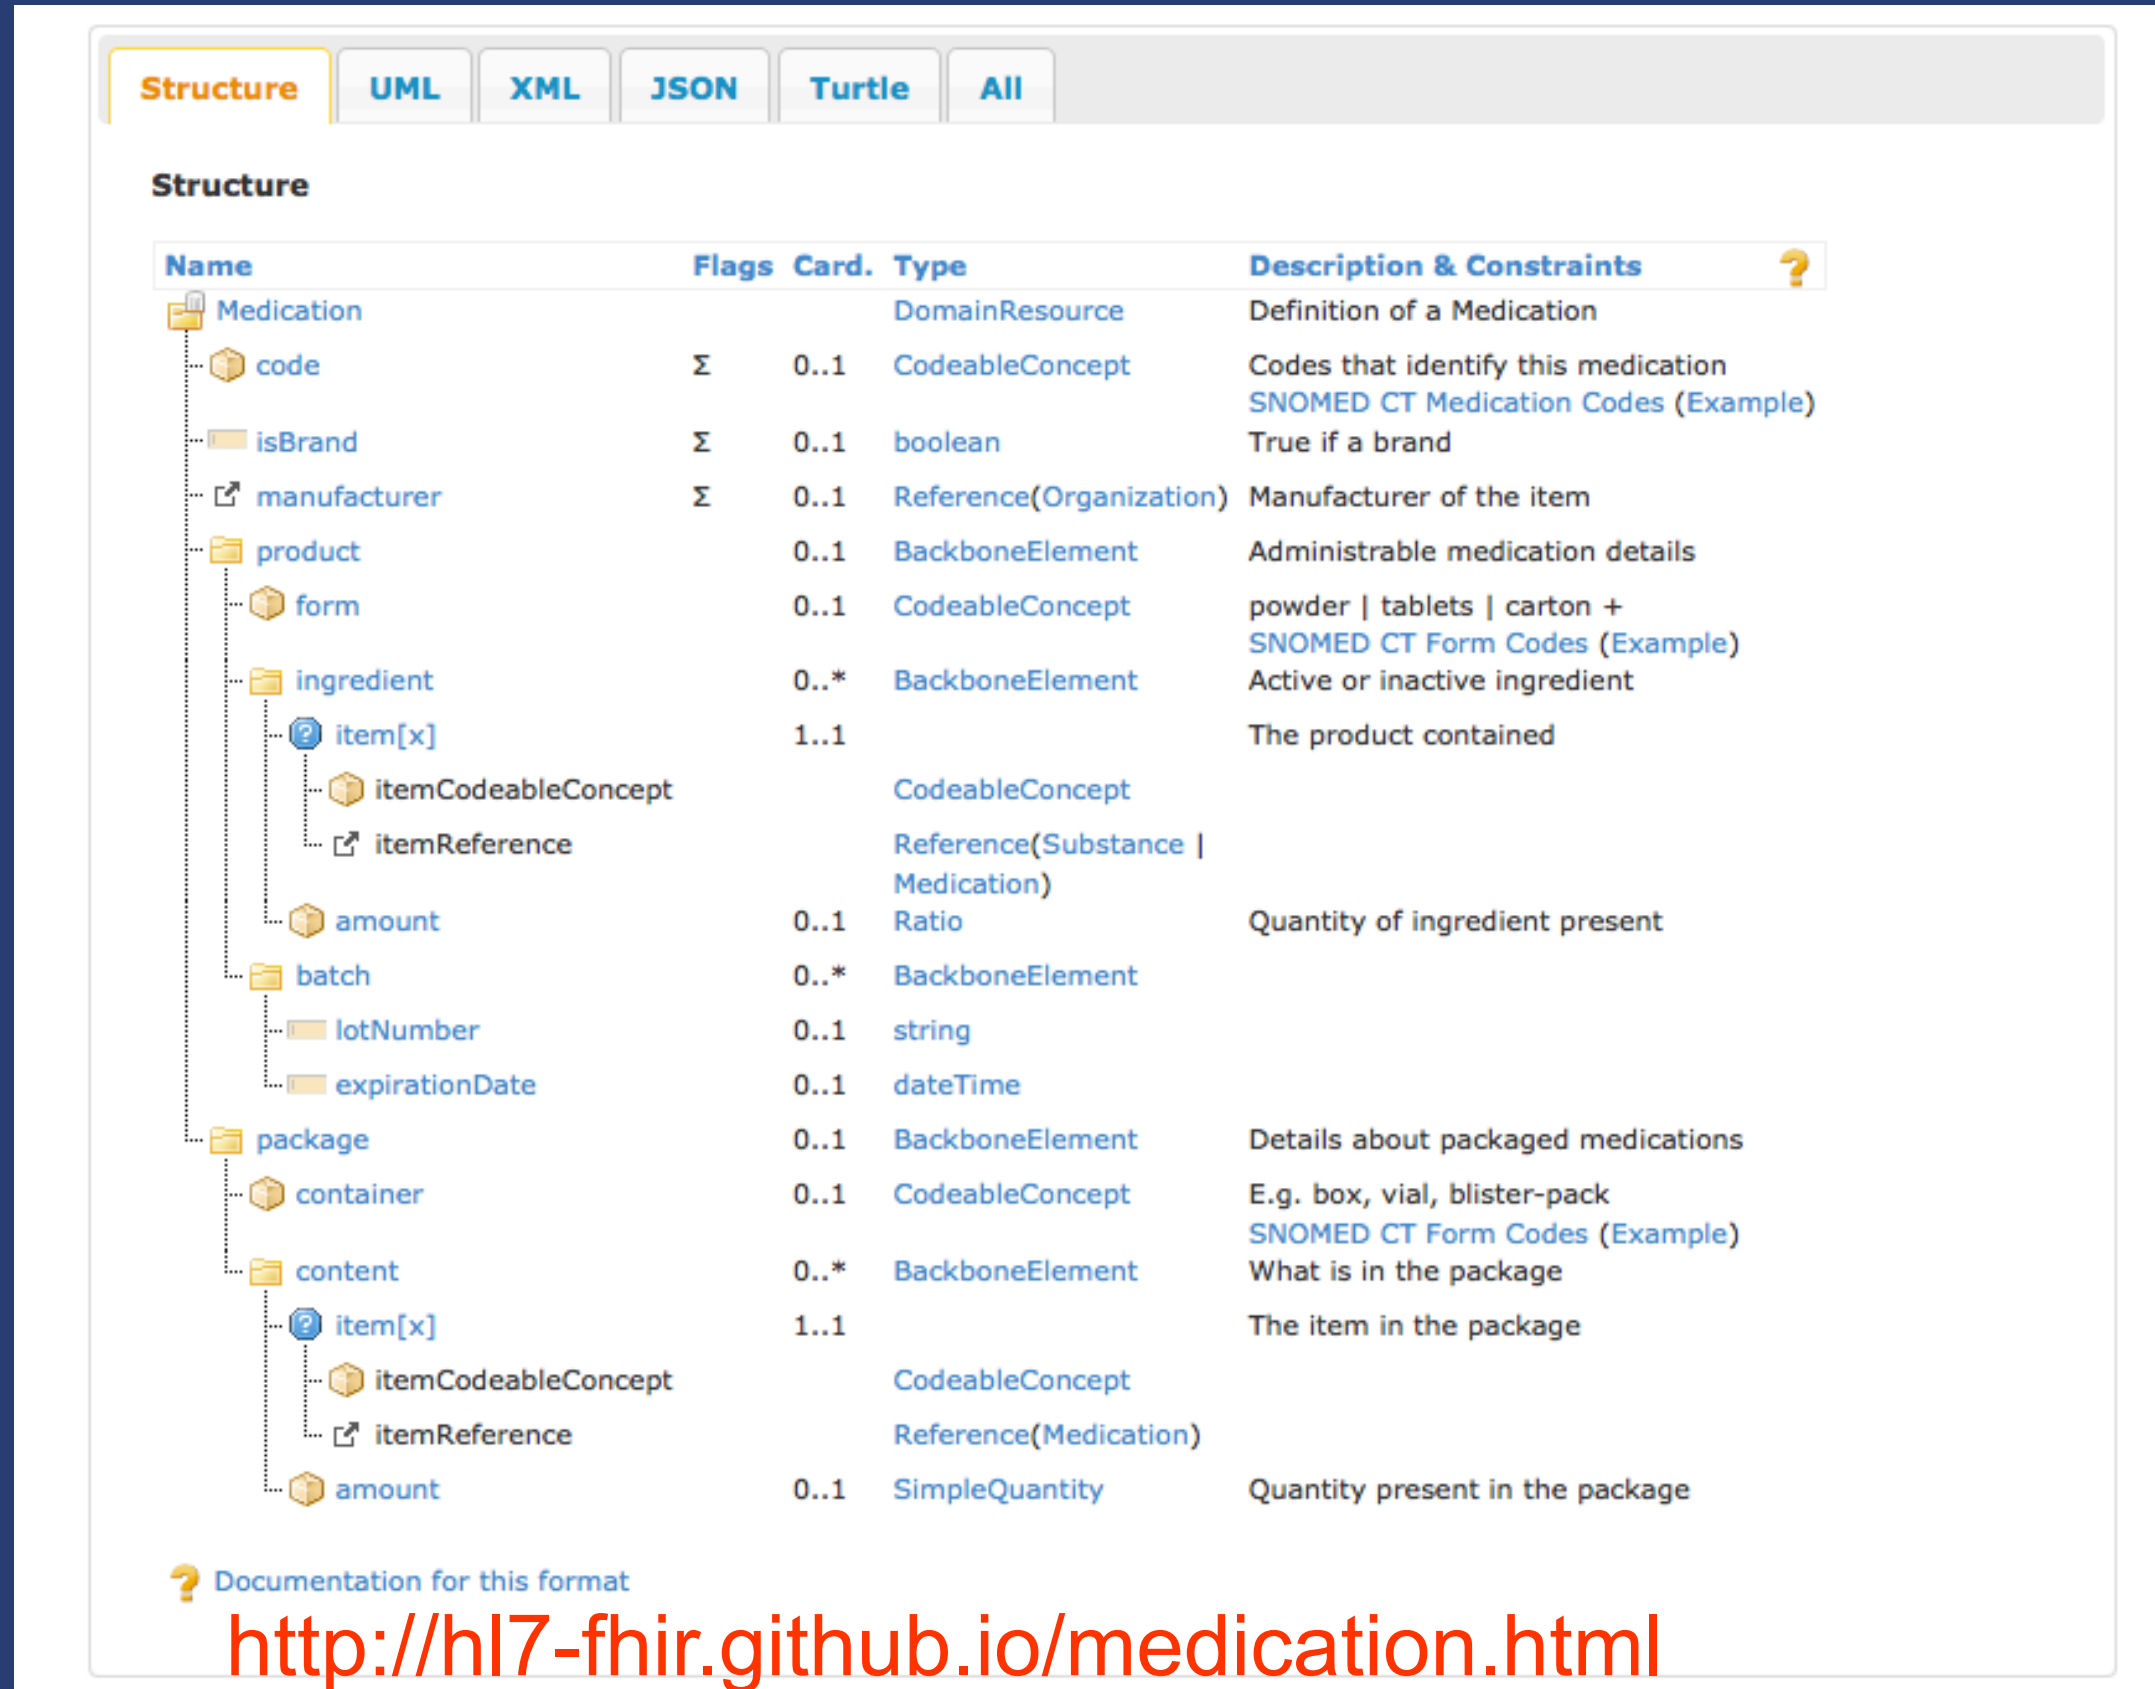 Structure UML XML JSON Turtle All
Structure
Name Flags Card. Type Description & Constraints
Medication DomainResource Definition of a Medication
code Σ 0..1 CodeableConcept Codes that identify this medication
SNOMED CT Medication Codes (Example)
isBrand Σ 0..1 boolean True if a brand
manufacturer Σ 0..1 Reference(Organization) Manufacturer of the item
product 0..1 BackboneElement Administrable medication details
form 0..1 CodeableConcept powder | tablets | carton +
SNOMED CT Form Codes (Example)
ingredient 0..* BackboneElement Active or inactive ingredient
item[x] 1..1 The product contained
itemCodeableConcept CodeableConcept
itemReference Reference(Substance |
Medication)
amount 0..1 Ratio Quantity of ingredient present
batch 0..* BackboneElement
lotNumber 0..1 string
expirationDate 0..1 dateTime
package 0..1 BackboneElement Details about packaged medications
container 0..1 CodeableConcept E.g. box, vial, blister-pack
SNOMED CT Form Codes (Example)
content 0..* BackboneElement What is in the package
item[x] 1..1 The item in the package
itemCodeableConcept CodeableConcept
itemReference Reference(Medication)
amount 0..1 SimpleQuantity Quantity present in the package
Documentation for this format
http://hl7-fhir.github.io/medication.html